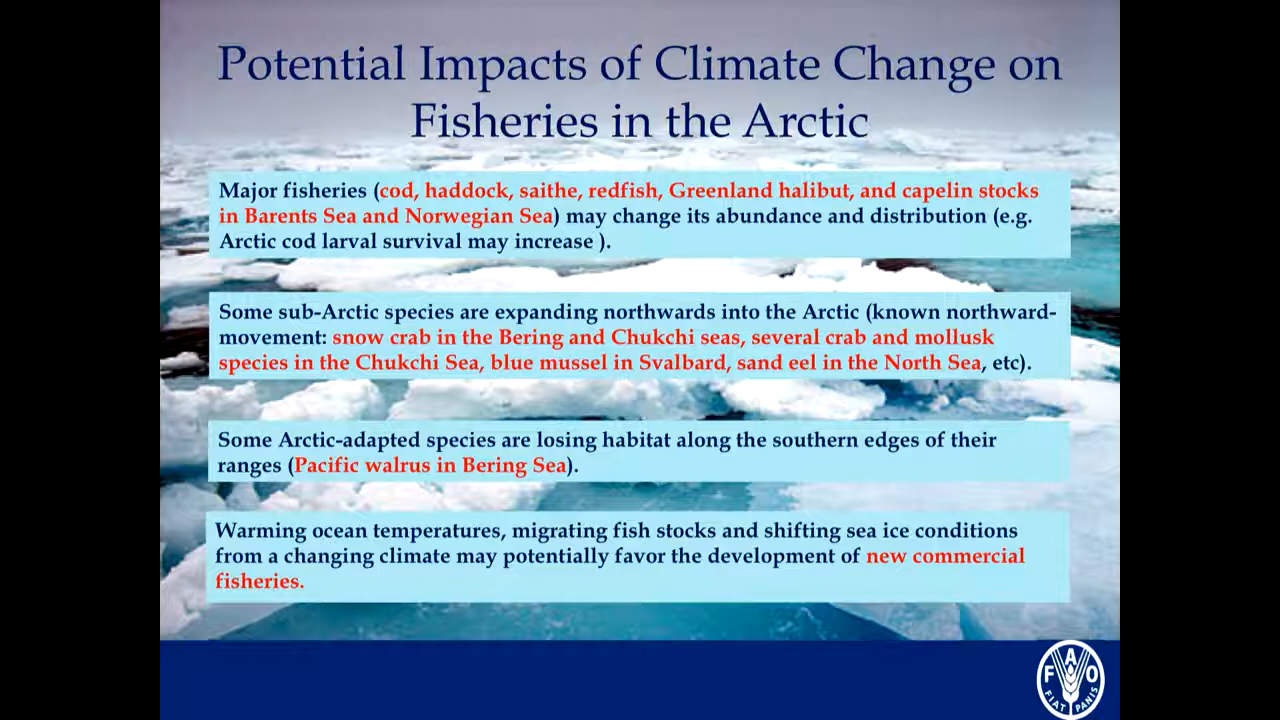 Potential Impacts of Climate Change on
Fisheries in the Arctic
Major fisheries (cod, haddock, saithe, redfish, Greenland halibut, and capelin stocks
in Barents Sea and Norwegian Sea) may change its abundance and distribution (e.g.
Arctic cod larval survival may increase ).
Some sub-Arctic species are expanding northwards into the Arctic (known northward-
movement: snow crab in the Bering and Chukchi seas, several crab and mollusk
species in the Chukchi Sea, blue mussel in Svalbard, sand eel in the North Sea, etc).
Some Arctic-adapted species are losing habitat along the southern edges of their
ranges (Pacific walrus in Bering Sea).
Warming ocean temperatures, migrating fish stocks and shifting sea ice conditions
from a changing climate may potentially favor the development of new commercial
fisheries.
F A O
FIAT PANIS